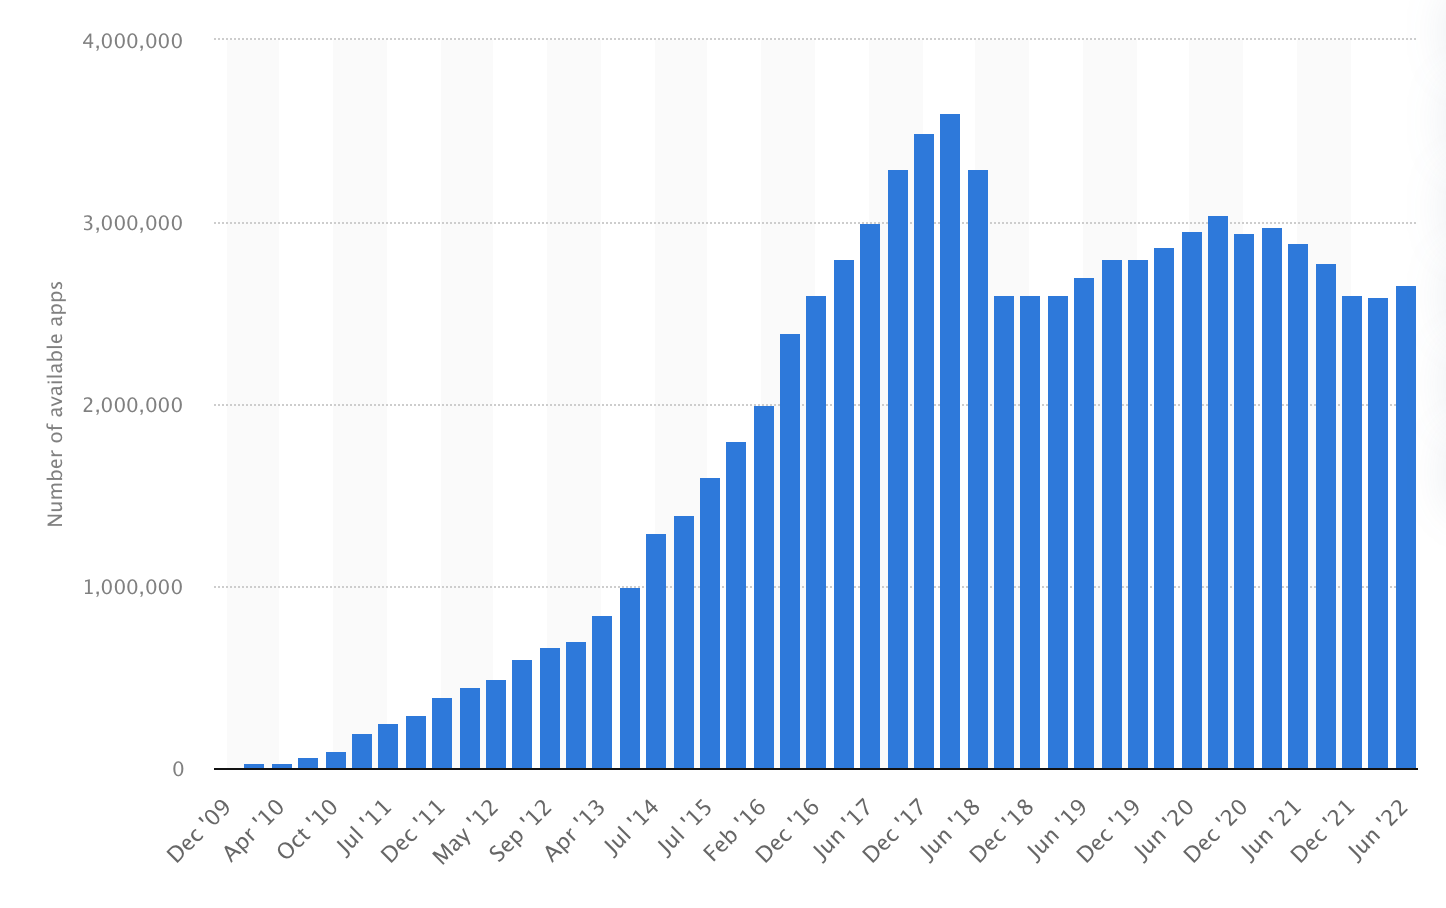 4,000,000
3,000,000
2,000,000
1,000,000
0
Number of available apps
Dec '09
Apr '10
Oct '10
Jul '11
Dec '11
May '12
Sep '12
Apr '13
Jul '14
Jul '15
Feb '16
Dec '16
Jun '17
Dec '17
Jun '18
Dec '18
Jun '19
Dec '19
Jun '20
Dec '20
Jun '21
Dec '21
Jun '22